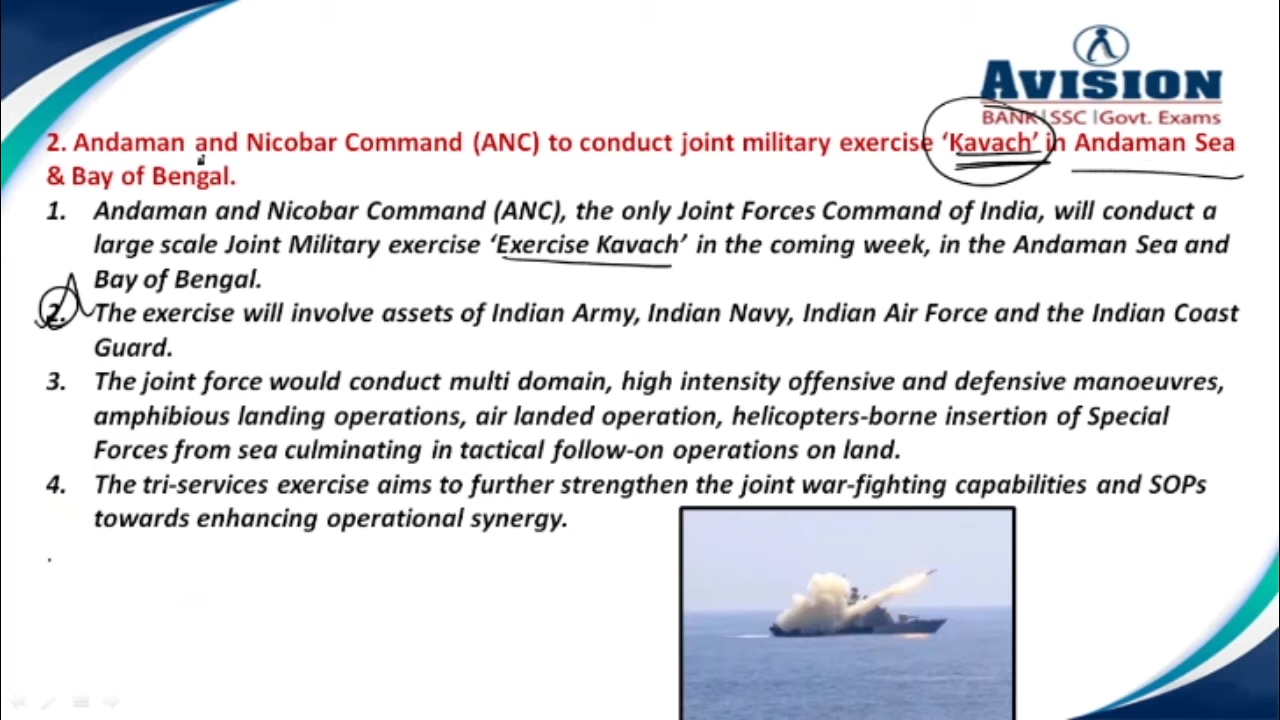 AVISION
BANK | SSC | Govt. Exams
2. Andaman and Nicobar Command (ANC) to conduct joint military exercise ‘Kavach’ in Andaman Sea
& Bay of Bengal.
1. Andaman and Nicobar Command (ANC), the only Joint Forces Command of India, will conduct a
large scale Joint Military exercise ‘Exercise Kavach’ in the coming week, in the Andaman Sea and
Bay of Bengal.
2. The exercise will involve assets of Indian Army, Indian Navy, Indian Air Force and the Indian Coast
Guard.
3. The joint force would conduct multi domain, high intensity offensive and defensive manoeuvres,
amphibious landing operations, air landed operation, helicopters-borne insertion of Special
Forces from sea culminating in tactical follow-on operations on land.
4. The tri-services exercise aims to further strengthen the joint war-fighting capabilities and SOPs
towards enhancing operational synergy.
.